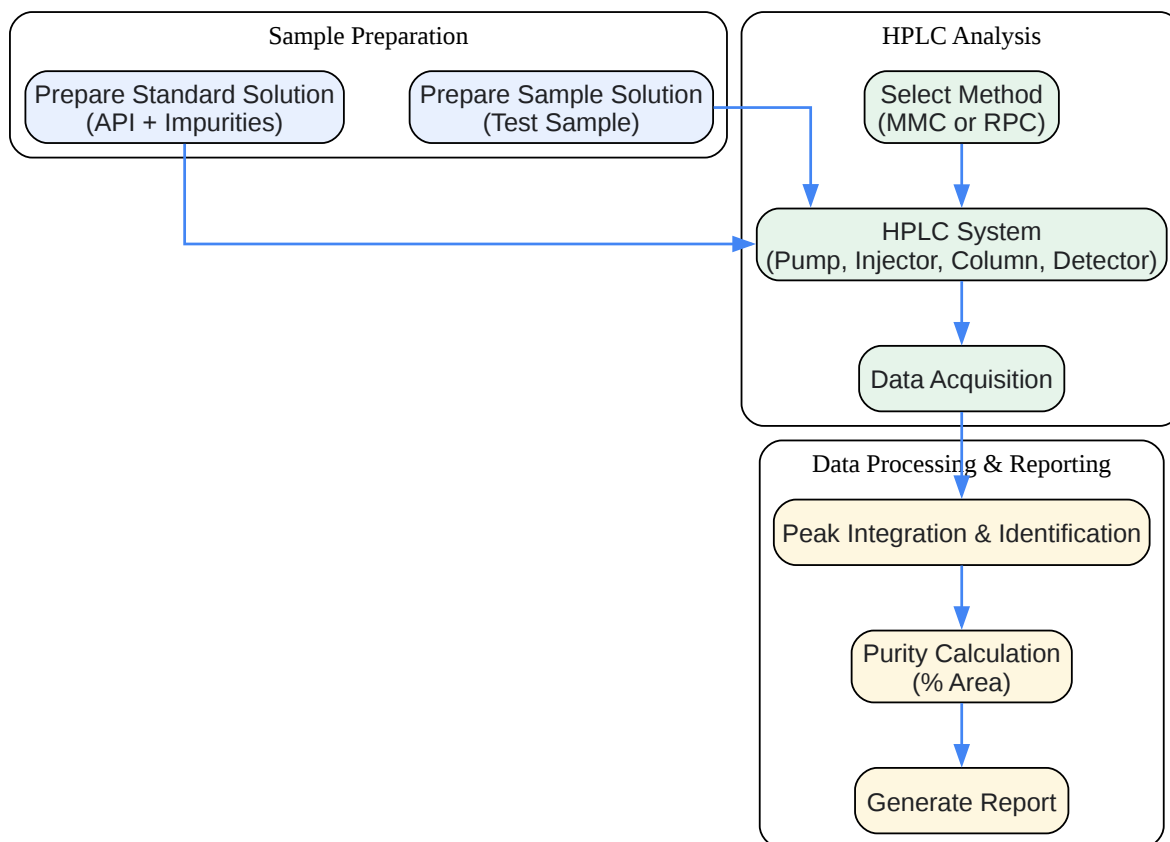 Sample Preparation
Prepare Standard Solution
(API + Impurities)
Prepare Sample Solution
(Test Sample)
HPLC Analysis
Select Method
(MMC or RPC)
HPLC System
(Pump, Injector, Column, Detector)
Data Acquisition
Data Processing & Reporting
Peak Integration & Identification
Purity Calculation
(% Area)
Generate Report